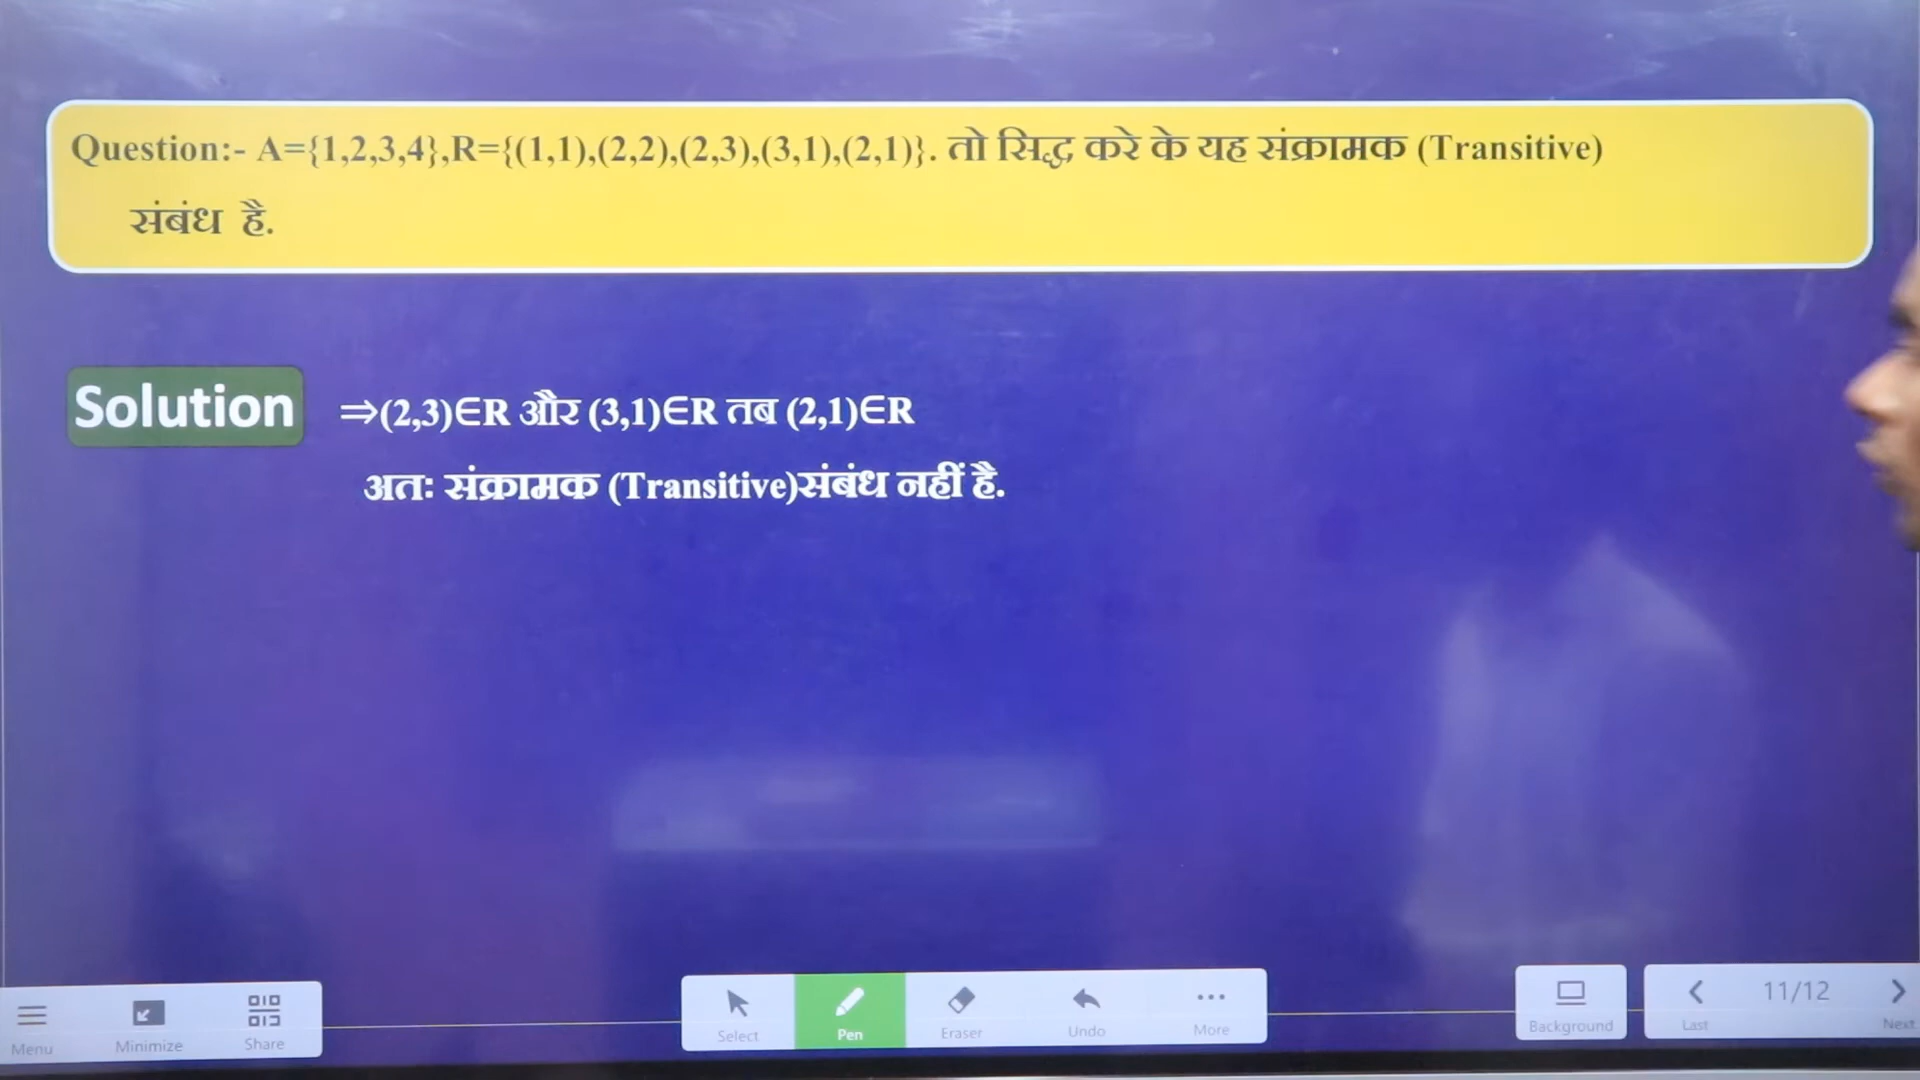 Question:- A={1,2,3,4},R={(1,1),(2,2),(2,3),(3,1),(2,1)}. तो सिद्ध करे के यह संक्रामक (Transitive)
संबंध है.
Solution ⇒(2,3)∈R और (3,1)∈R तब (2,1)∈R
अतः संक्रामक (Transitive)संबंध नहीं है.
Menu Minimize Share Select Pen Eraser Undo More Background Last 11/12 Next